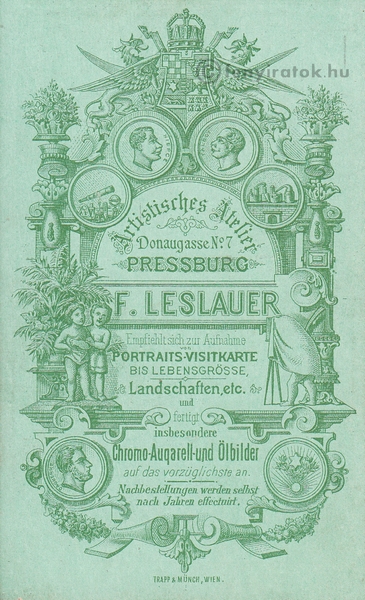 © fenyiratok.hu
Artistisches Atelier
Donaugasse No. 7
PRESSBURG
F. LESLAUER
Empfiehlt sich zur Aufnahme
von
PORTRAITS-VISITKARTE
BIS LEBENSGRÖSSE,
Landschaften, etc.
und
fertigt
insbesondere
Chromo-Aquarell-und Ölbilder
auf das vorzüglichste an.
Nachbestellungen werden selbst
nach Jahren effectuirt.
TRAPP & MÜNCH, WIEN.